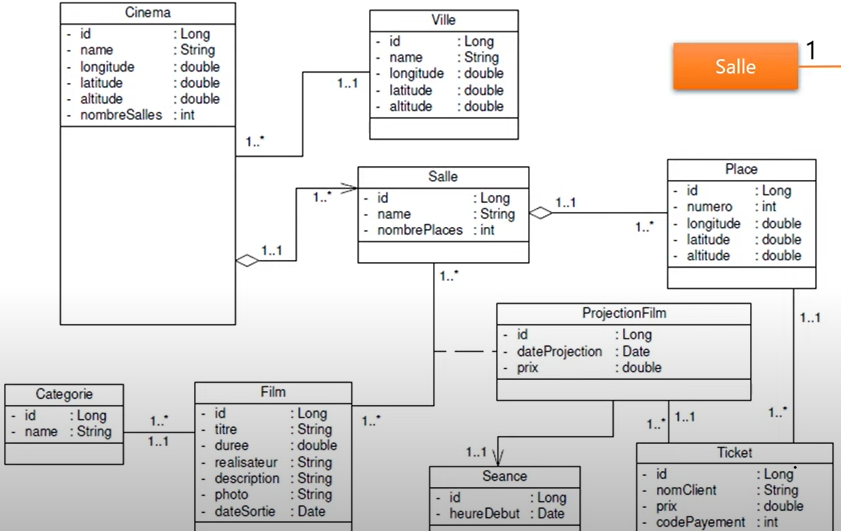 Cinema
- id : Long
- name : String
- longitude : double
- latitude : double
- altitude : double
- nombreSalles : int
1..*
1..1
Ville
- id : Long
- name : String
- longitude : double
- latitude : double
- altitude : double
1..1
Salle
1
Salle
- id : Long
- name : String
- nombrePlaces : int
1..*
1..1
1..*
1..*
Place
- id : Long
- numero : int
- longitude : double
- latitude : double
- altitude : double
1..1
ProjectionFilm
- id : Long
- dateProjection : Date
- prix : double
1..*
1..1
1..*
1..1
Categorie
- id : Long
- name : String
1..*
1..1
Film
- id : Long
- titre : String
- duree : double
- realisateur : String
- description : String
- photo : String
- dateSortie : Date
1..*
Seance
- id : Long
- heureDebut : Date
Ticket
- id : Long
- nomClient : String
- prix : double
- codePayement : int